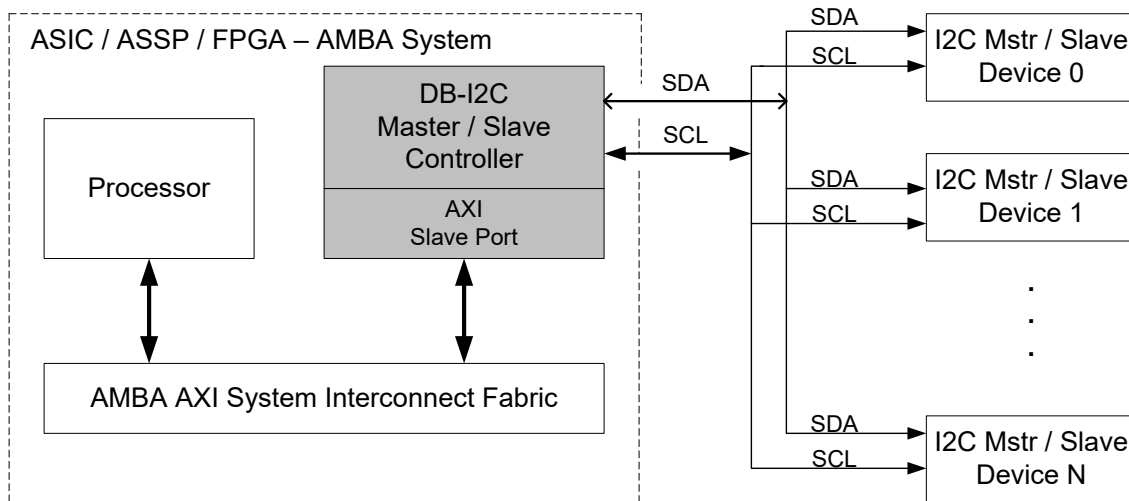 ASIC / ASSP / FPGA – AMBA System
DB-I2C
Master / Slave
Controller
AXI
Slave Port
Processor
AMBA AXI System Interconnect Fabric
SDA
SCL
SDA
SCL
I2C Mstr / Slave
Device 0
SDA
SCL
I2C Mstr / Slave
Device 1
.
.
.
SDA
SCL
I2C Mstr / Slave
Device N